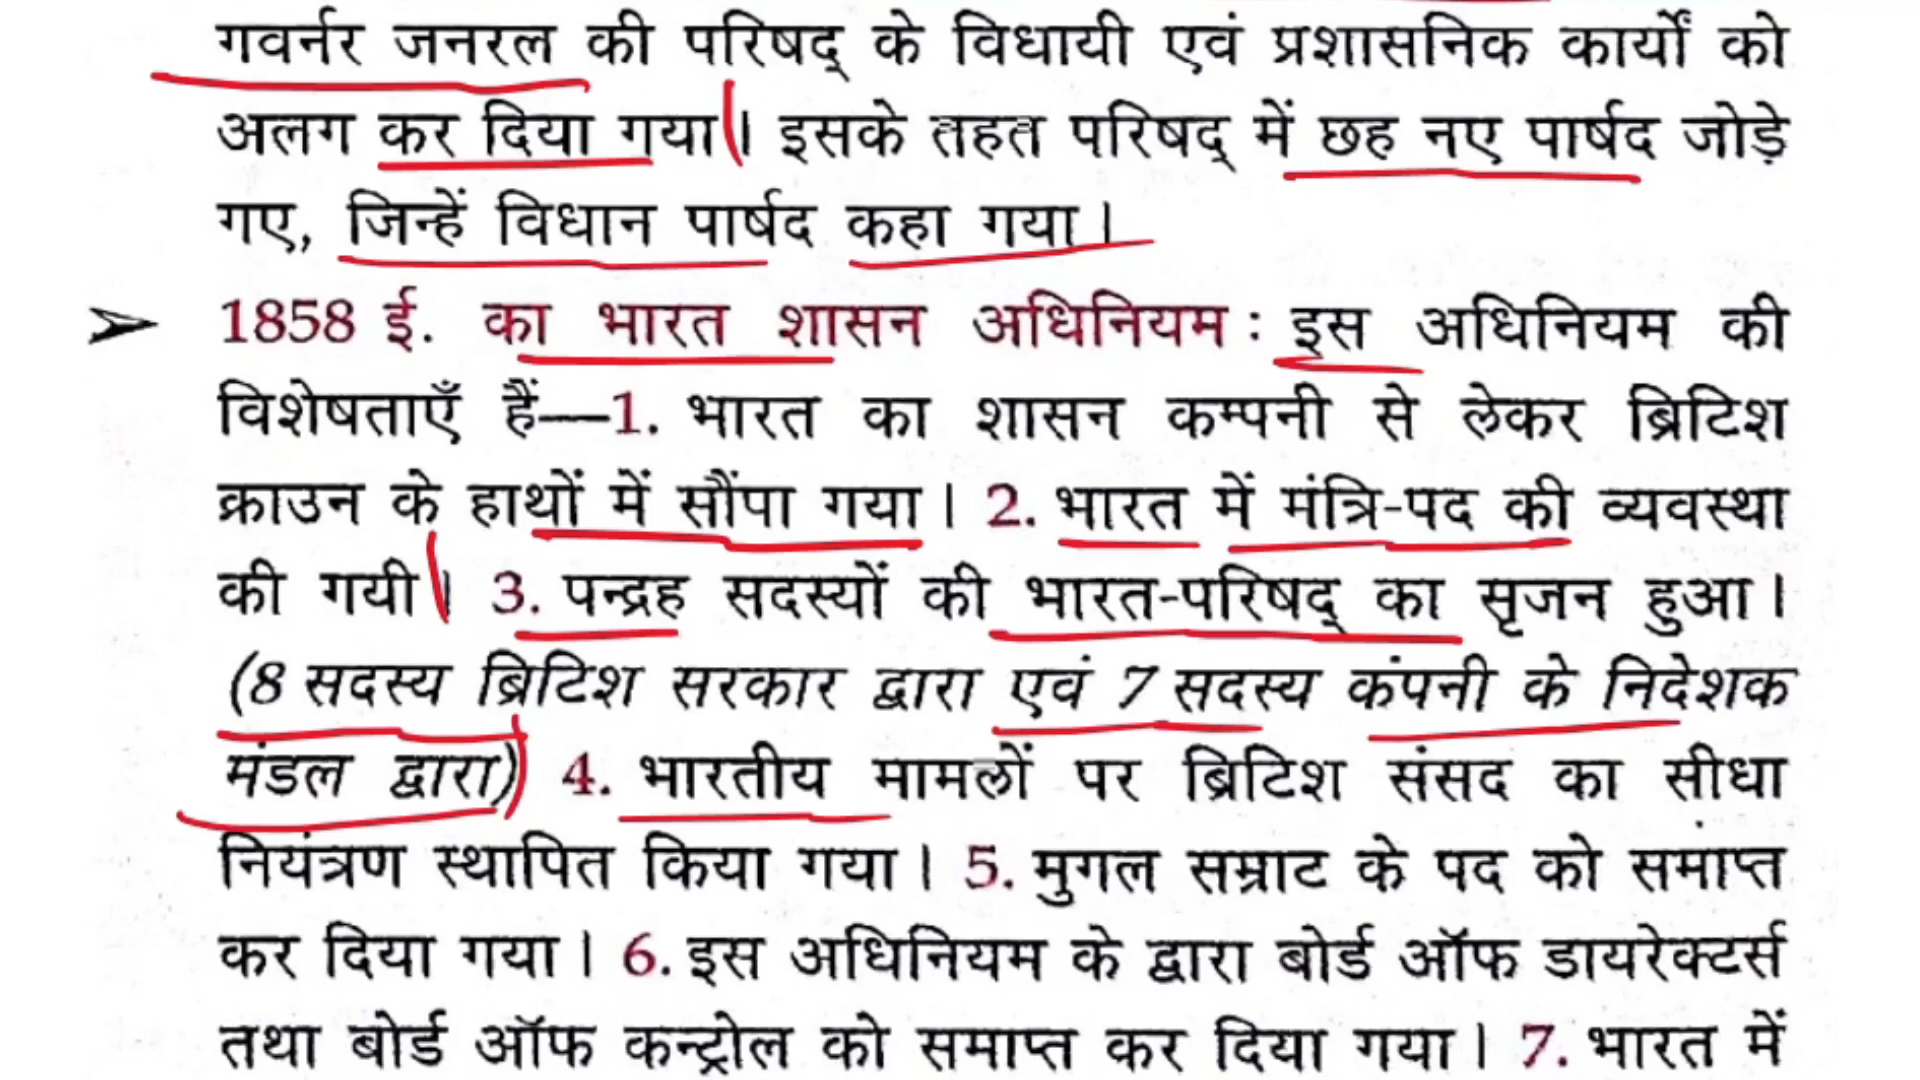 गवर्नर जनरल की परिषद् के विधायी एवं प्रशासनिक कार्यों को
अलग कर दिया गया। इसके तहत परिषद् में छह नए पार्षद जोड़े
गए, जिन्हें विधान पार्षद कहा गया।
➢ 1858 ई. का भारत शासन अधिनियम : इस अधिनियम की
विशेषताएँ हैं—1. भारत का शासन कम्पनी से लेकर ब्रिटिश
क्राउन के हाथों में सौंपा गया। 2. भारत में मंत्रि-पद की व्यवस्था
की गयी। 3. पन्द्रह सदस्यों की भारत-परिषद् का सृजन हुआ।
(8 सदस्य ब्रिटिश सरकार द्वारा एवं 7 सदस्य कंपनी के निदेशक
मंडल द्वारा) 4. भारतीय मामलों पर ब्रिटिश संसद का सीधा
नियंत्रण स्थापित किया गया। 5. मुगल सम्राट के पद को समाप्त
कर दिया गया। 6. इस अधिनियम के द्वारा बोर्ड ऑफ डायरेक्टर्स
तथा बोर्ड ऑफ कन्ट्रोल को समाप्त कर दिया गया। 7. भारत में